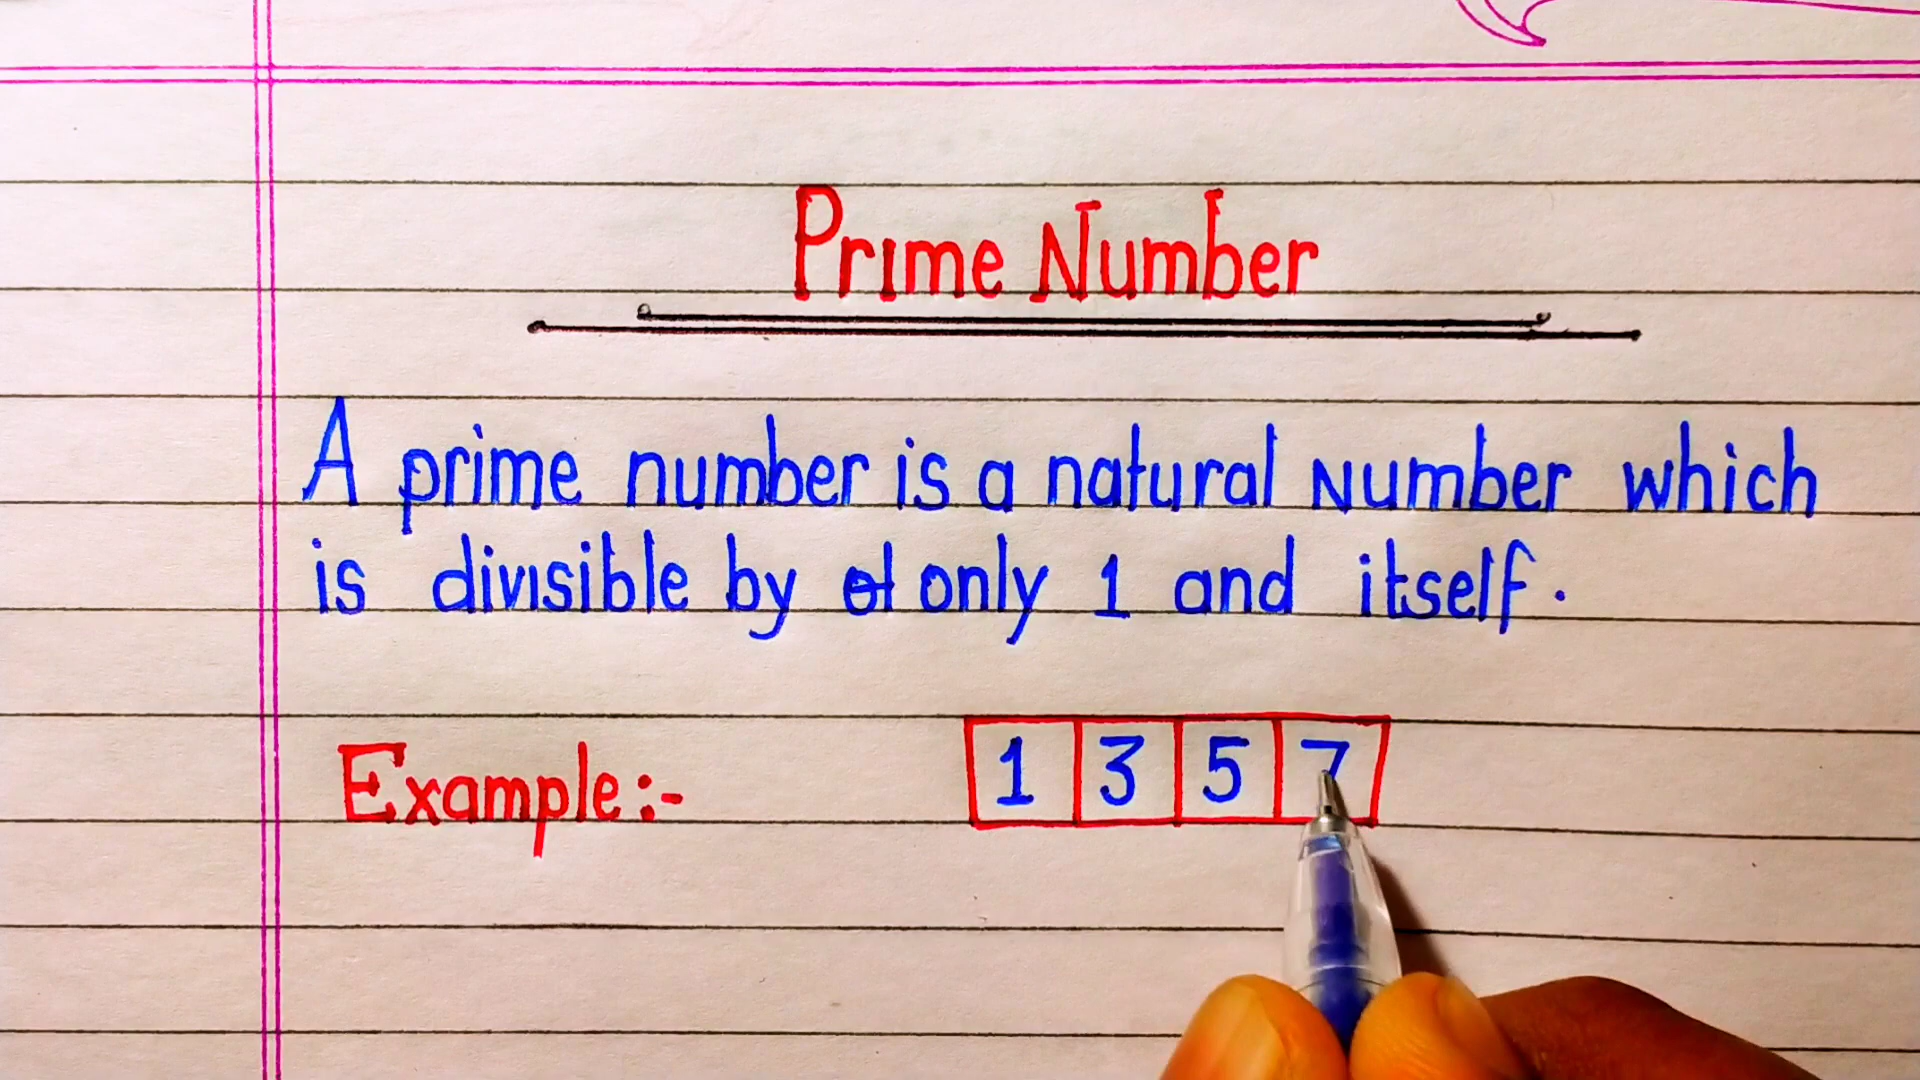 Prime Number
A prime number is a natural Number which
is divisible by only 1 and itself.
Example:- 1 3 5 7